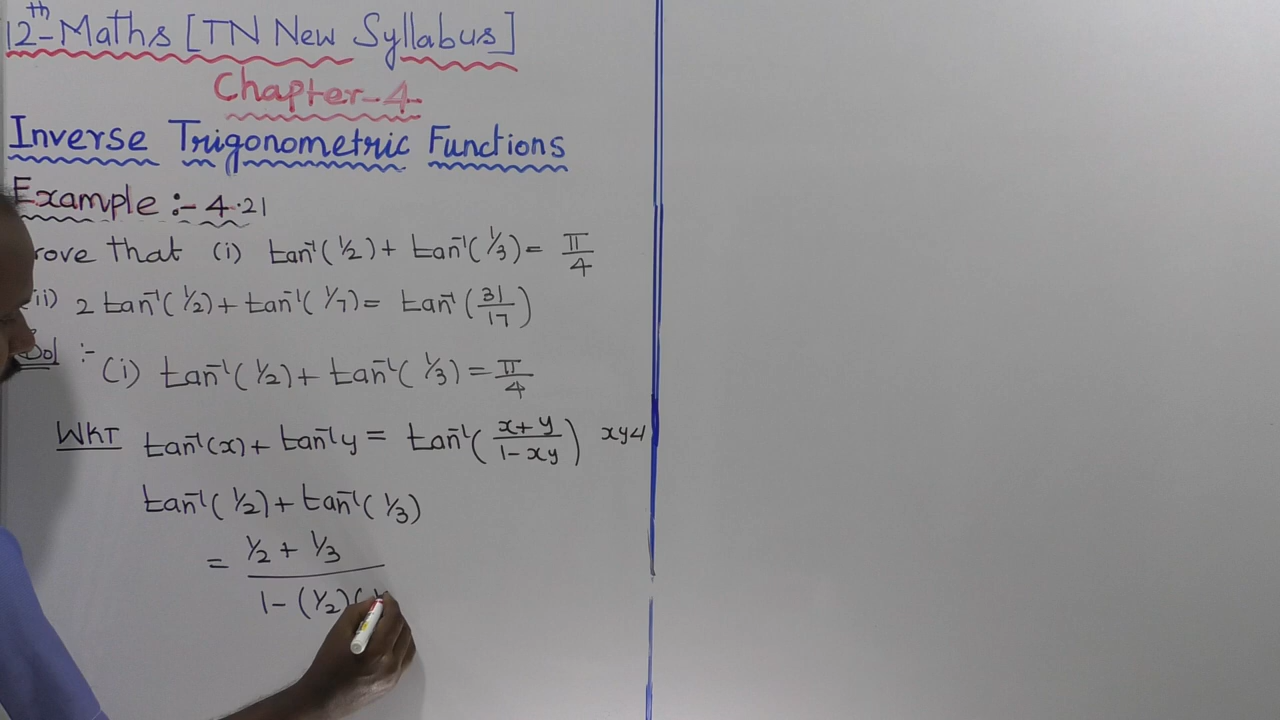 12th-Maths [TN New Syllabus]
Chapter-4
Inverse Trigonometric Functions
Example :- 4.21
rove that (i) tan⁻¹(1/2) + tan⁻¹(1/3) = π/4
ii) 2 tan⁻¹(1/2) + tan⁻¹(1/7) = tan⁻¹(31/17)
Sol :-
(i) tan⁻¹(1/2) + tan⁻¹(1/3) = π/4
WKT tan⁻¹(x) + tan⁻¹y = tan⁻¹((x+y)/(1-xy)) xy<1
tan⁻¹(1/2) + tan⁻¹(1/3)
= 1/2 + 1/3
1-(1/2)(